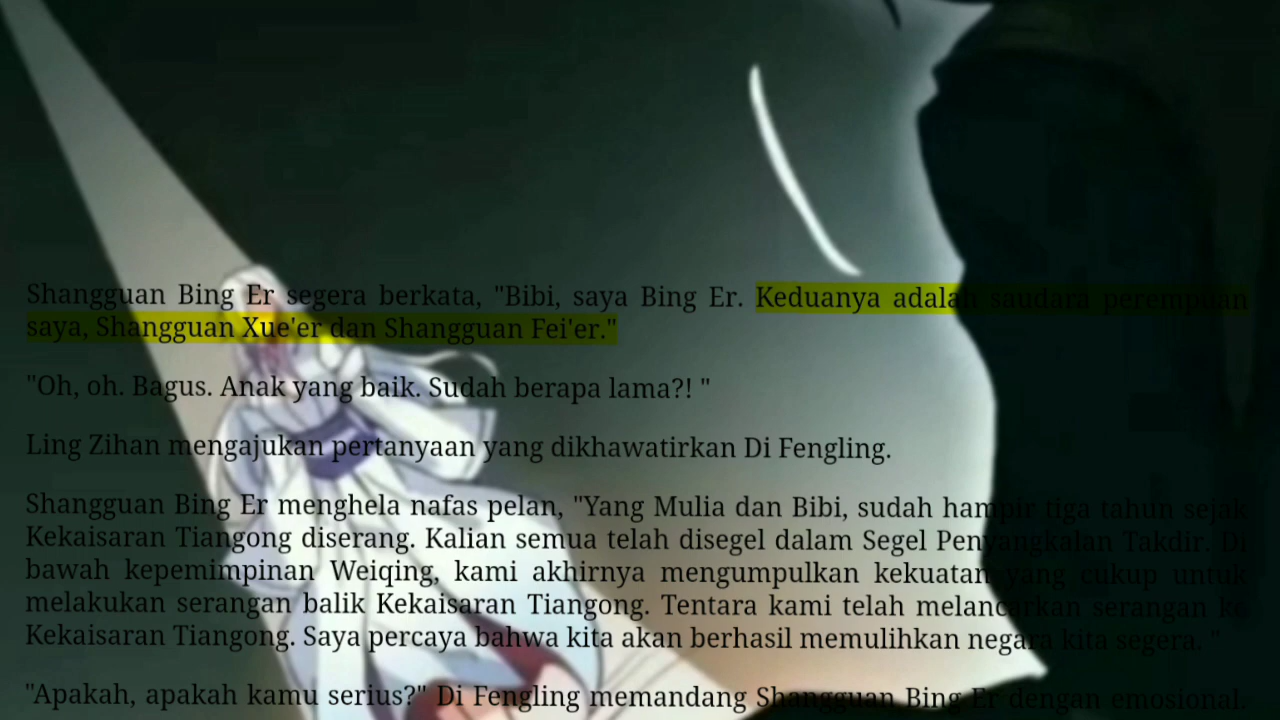 Shangguan Bing Er segera berkata, "Bibi, saya Bing Er. Keduanya adalah saudara perempuan
saya, Shangguan Xue'er dan Shangguan Fei'er."
"Oh, oh. Bagus. Anak yang baik. Sudah berapa lama?! "
Ling Zihan mengajukan pertanyaan yang dikhawatirkan Di Fengling.
Shangguan Bing Er menghela nafas pelan, "Yang Mulia dan Bibi, sudah hampir tiga tahun sejak
Kekaisaran Tiangong diserang. Kalian semua telah disegel dalam Segel Penyangkalan Takdir. Di
bawah kepemimpinan Weiqing, kami akhirnya mengumpulkan kekuatan yang cukup untuk
melakukan serangan balik Kekaisaran Tiangong. Tentara kami telah melancarkan serangan ke
Kekaisaran Tiangong. Saya percaya bahwa kita akan berhasil memulihkan negara kita segera. "
"Apakah, apakah kamu serius?" Di Fengling memandang Shangguan Bing Er dengan emosional.